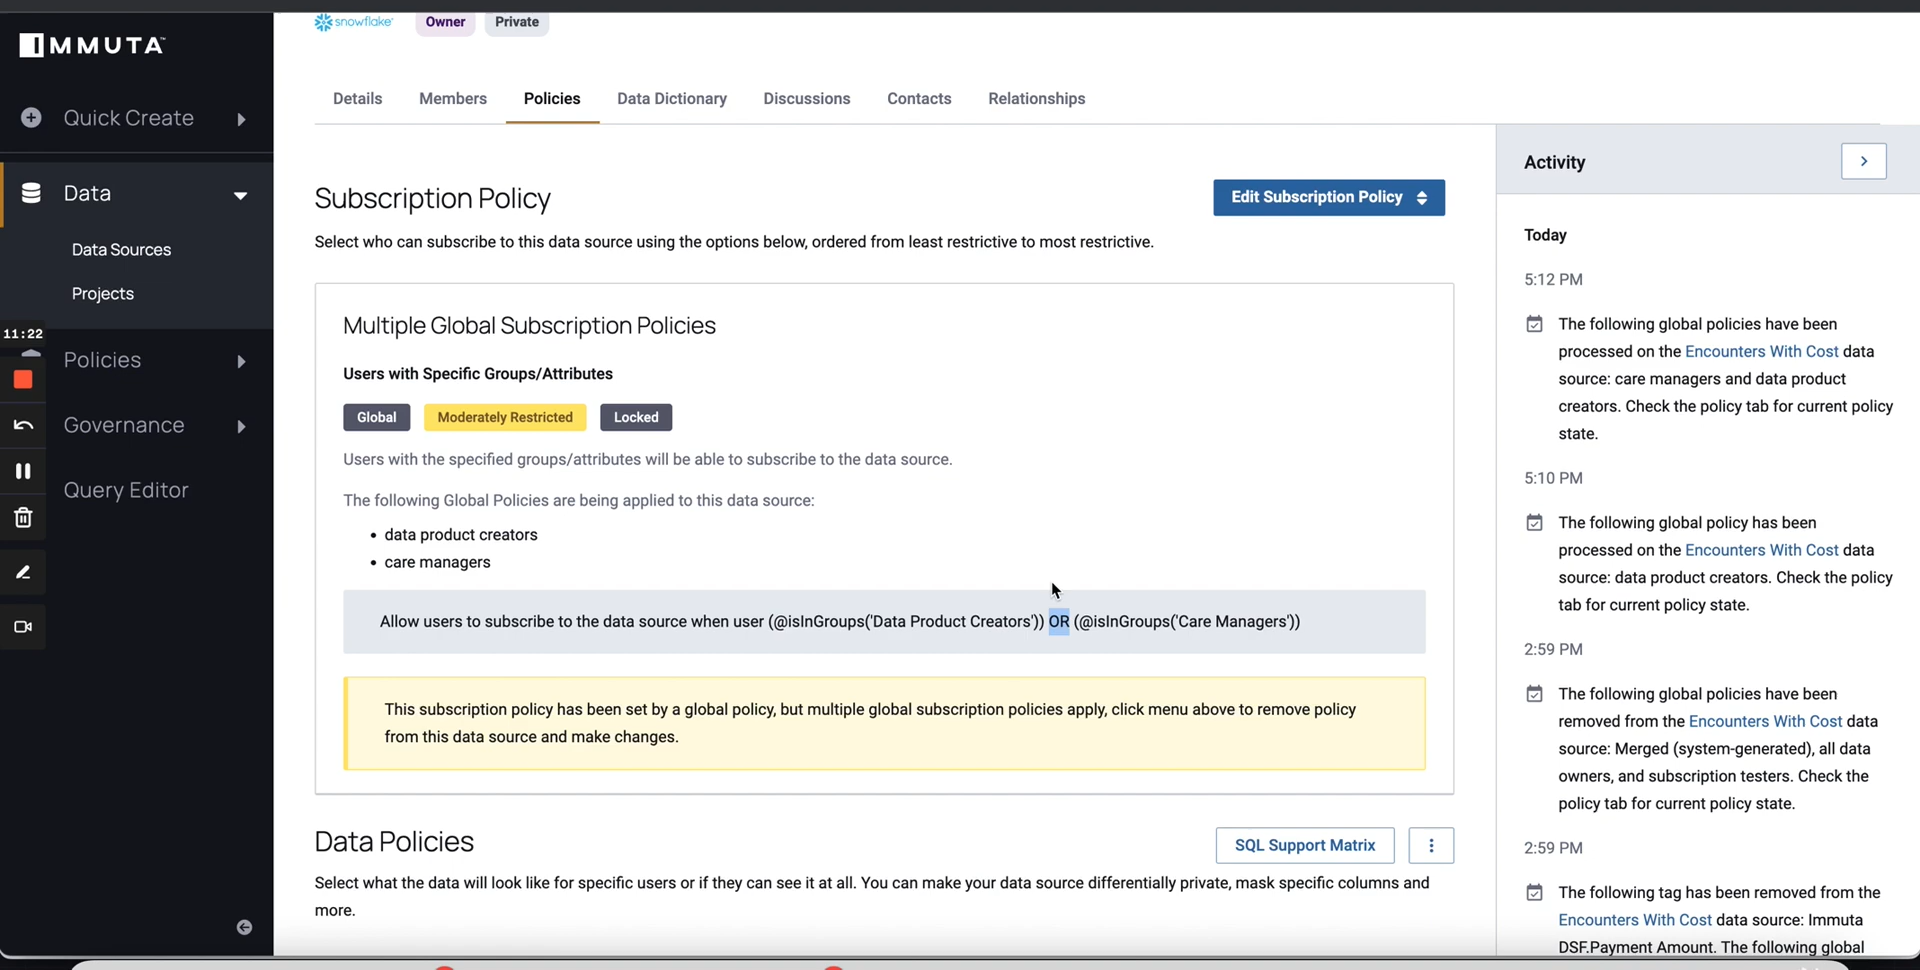 snowflake
Owner
Private
IMMUTA
Quick Create
Data
Data Sources
Projects
11:22
Policies
Governance
Query Editor
Details
Members
Policies
Data Dictionary
Discussions
Contacts
Relationships
Subscription Policy
Edit Subscription Policy
Select who can subscribe to this data source using the options below, ordered from least restrictive to most restrictive.
Multiple Global Subscription Policies
Users with Specific Groups/Attributes
Global
Moderately Restricted
Locked
Users with the specified groups/attributes will be able to subscribe to the data source.
The following Global Policies are being applied to this data source:
• data product creators
• care managers
Allow users to subscribe to the data source when user (@isInGroups('Data Product Creators')) OR (@isInGroups('Care Managers'))
This subscription policy has been set by a global policy, but multiple global subscription policies apply, click menu above to remove policy
from this data source and make changes.
Data Policies
SQL Support Matrix
Select what the data will look like for specific users or if they can see it at all. You can make your data source differentially private, mask specific columns and
more.
Activity
Today
5:12 PM
The following global policies have been
processed on the Encounters With Cost data
source: care managers and data product
creators. Check the policy tab for current policy
state.
5:10 PM
The following global policy has been
processed on the Encounters With Cost data
source: data product creators. Check the policy
tab for current policy state.
2:59 PM
The following global policies have been
removed from the Encounters With Cost data
source: Merged (system-generated), all data
owners, and subscription testers. Check the
policy tab for current policy state.
2:59 PM
The following tag has been removed from the
Encounters With Cost data source: Immuta
DSF.Payment Amount. The following global